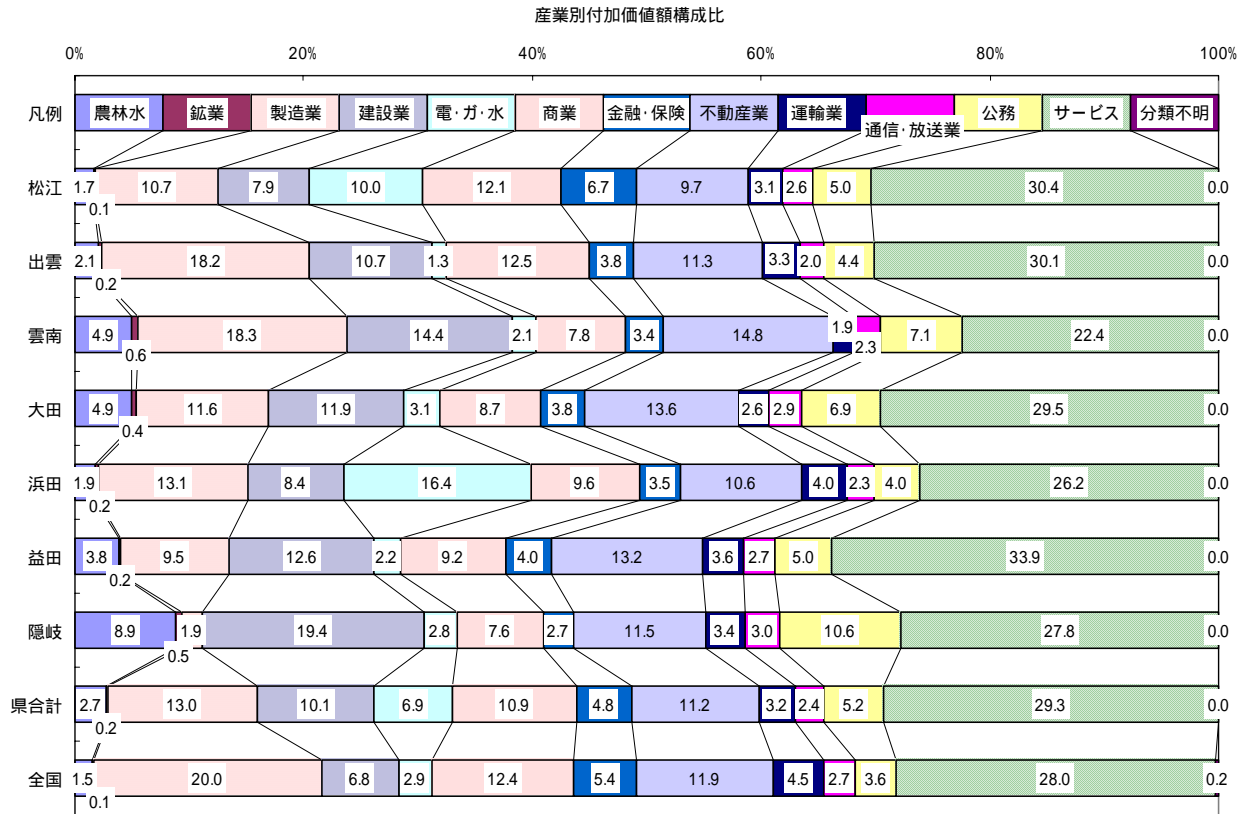 産業別付加価値額構成比
0% 20% 40% 60% 80% 100%
凡例 農林水 鉱業 製造業 建設業 電・ガ・水 商業 金融・保険 不動産業 運輸業 通信・放送業 公務 サービス 分類不明
松江 1.7 0.1 10.7 7.9 10.0 12.1 6.7 9.7 3.1 2.6 5.0 30.4 0.0
出雲 2.1 0.2 18.2 10.7 1.3 12.5 3.8 11.3 3.3 2.0 4.4 30.1 0.0
雲南 4.9 0.6 18.3 14.4 2.1 7.8 3.4 14.8 1.9 2.3 7.1 22.4 0.0
大田 4.9 0.4 11.6 11.9 3.1 8.7 3.8 13.6 2.6 2.9 6.9 29.5 0.0
浜田 1.9 0.2 13.1 8.4 16.4 9.6 3.5 10.6 4.0 2.3 4.0 26.2 0.0
益田 3.8 0.2 9.5 12.6 2.2 9.2 4.0 13.2 3.6 2.7 5.0 33.9 0.0
隠岐 8.9 0.5 1.9 19.4 2.8 7.6 2.7 11.5 3.4 3.0 10.6 27.8 0.0
県合計 2.7 0.2 13.0 10.1 6.9 10.9 4.8 11.2 3.2 2.4 5.2 29.3 0.0
全国 1.5 0.1 20.0 6.8 2.9 12.4 5.4 11.9 4.5 2.7 3.6 28.0 0.2